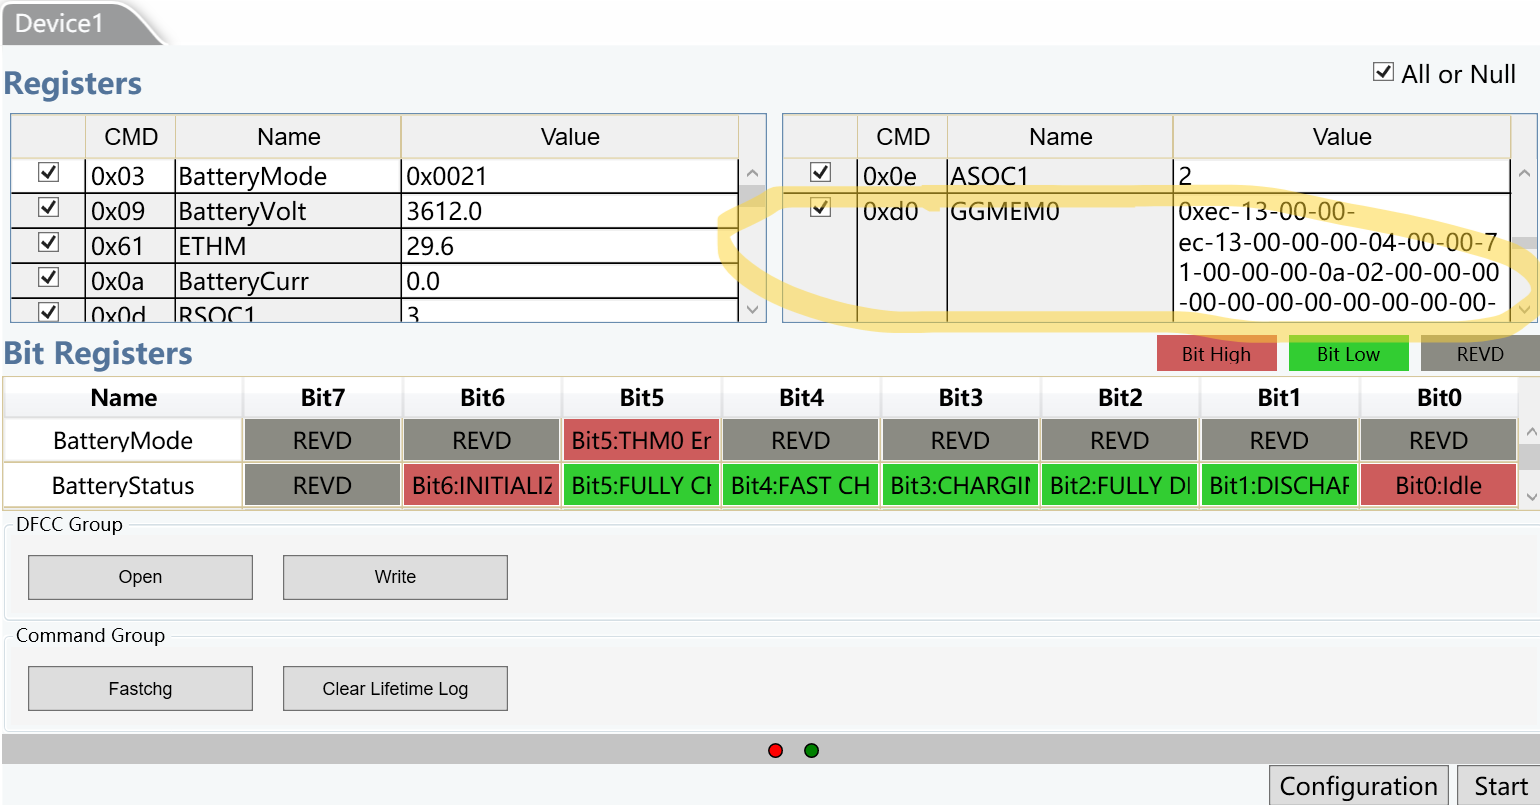 Device1
Registers
All or Null
CMD Name Value
0x03 BatteryMode 0x0021
0x09 BatteryVolt 3612.0
0x61 ETHM 29.6
0x0a BatteryCurr 0.0
0x0d RSOC1 3
CMD Name Value
0x0e ASOC1 2
0xd0 GGMEM0 0xec-13-00-00-
ec-13-00-00-00-04-00-00-7
1-00-00-00-0a-02-00-00-00
-00-00-00-00-00-00-00-00-
Bit Registers
Bit High Bit Low REVD
Name Bit7 Bit6 Bit5 Bit4 Bit3 Bit2 Bit1 Bit0
BatteryMode REVD REVD Bit5:THM0 En REVD REVD REVD REVD REVD
BatteryStatus REVD Bit6:INITIALIZ Bit5:FULLY CH Bit4:FAST CH Bit3:CHARGIN Bit2:FULLY DI Bit1:DISCHAR Bit0:Idle
DFCC Group
Open Write
Command Group
Fastchg Clear Lifetime Log
Configuration Start